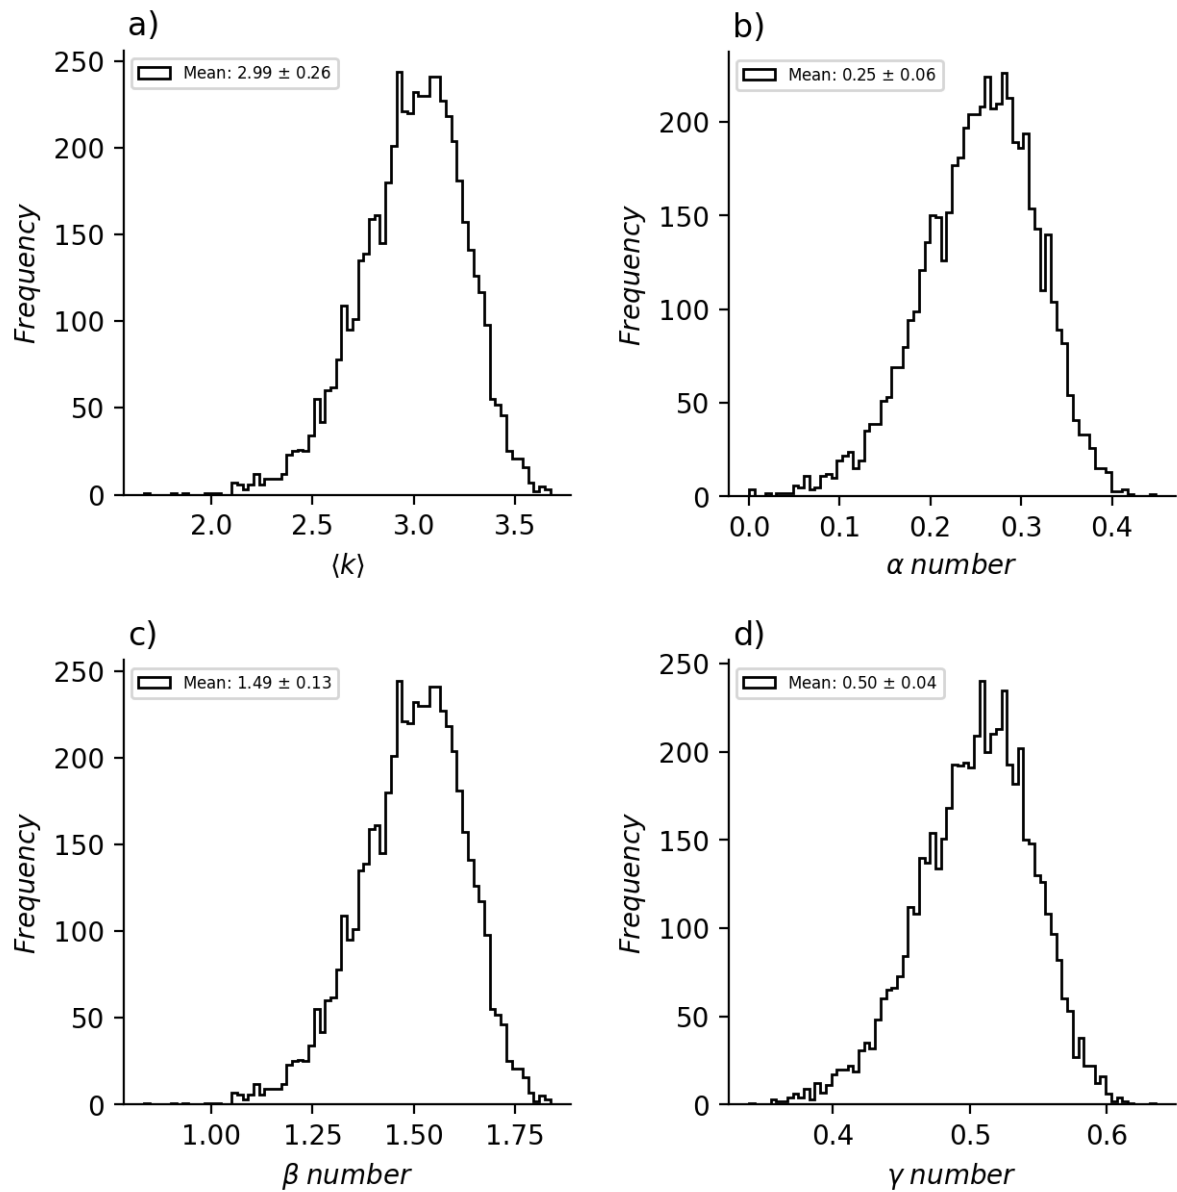 a)
Mean: 2.99 ± 0.26
250
200
150
100
50
0
Frequency
2.0 2.5 3.0 3.5
⟨k⟩
b)
Mean: 0.25 ± 0.06
200
150
100
50
0
Frequency
0.0 0.1 0.2 0.3 0.4
α number
c)
Mean: 1.49 ± 0.13
250
200
150
100
50
0
Frequency
1.00 1.25 1.50 1.75
β number
d)
Mean: 0.50 ± 0.04
250
200
150
100
50
0
Frequency
0.4 0.5 0.6
γ number